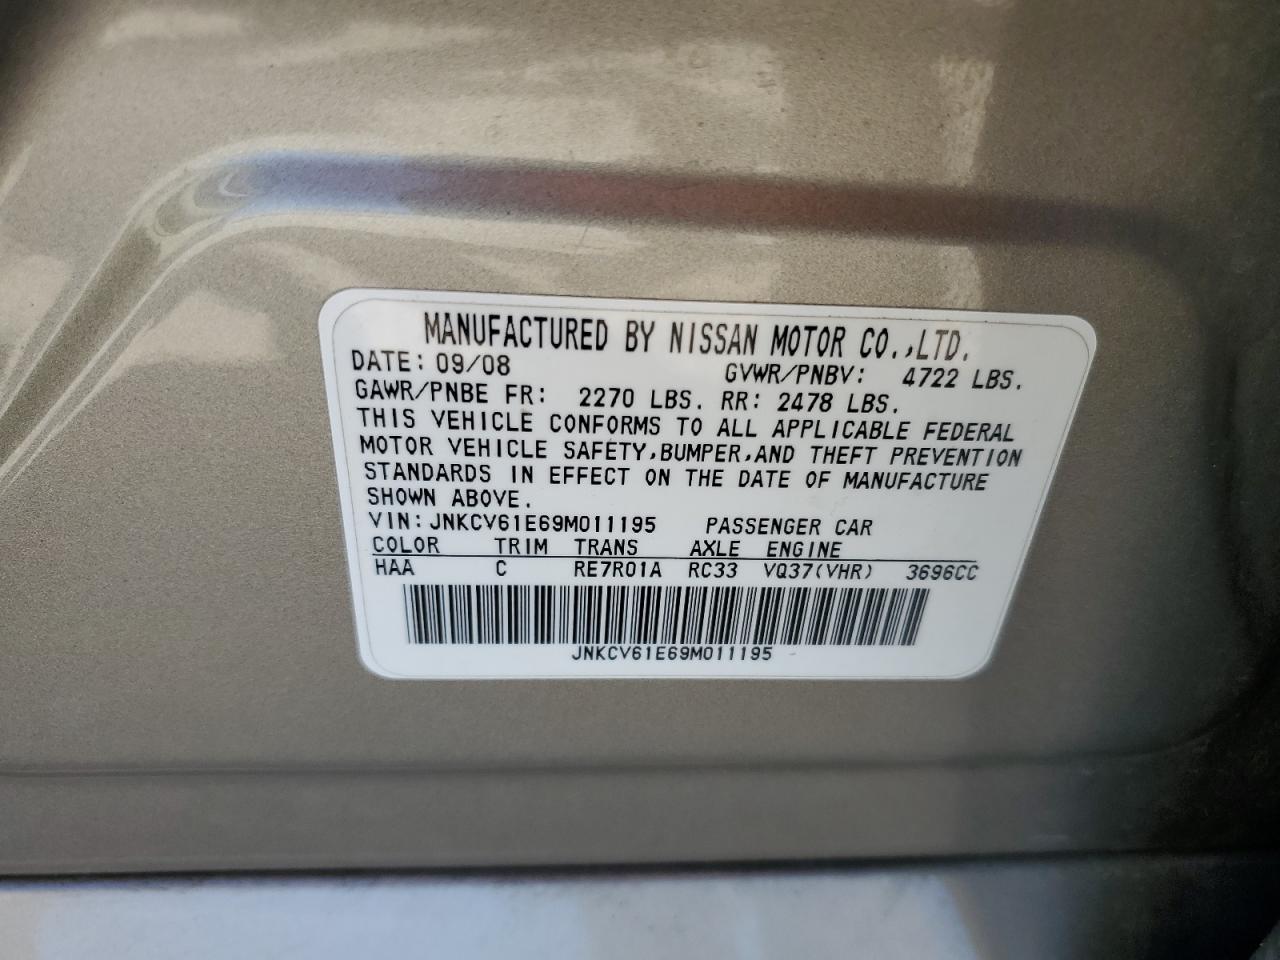 MANUFACTURED BY NISSAN MOTOR CO.,LTD.
DATE: 09/08 GVWR/PNBV: 4722 LBS.
GAWR/PNBE FR: 2270 LBS. RR: 2478 LBS.
THIS VEHICLE CONFORMS TO ALL APPLICABLE FEDERAL
MOTOR VEHICLE SAFETY,BUMPER,AND THEFT PREVENTION
STANDARDS IN EFFECT ON THE DATE OF MANUFACTURE
SHOWN ABOVE.
VIN: JNKCV61E69M011195 PASSENGER CAR
COLOR TRIM TRANS AXLE ENGINE
HAA C RE7R01A RC33 VQ37(VHR) 3696CC
JNKCV61E69M011195